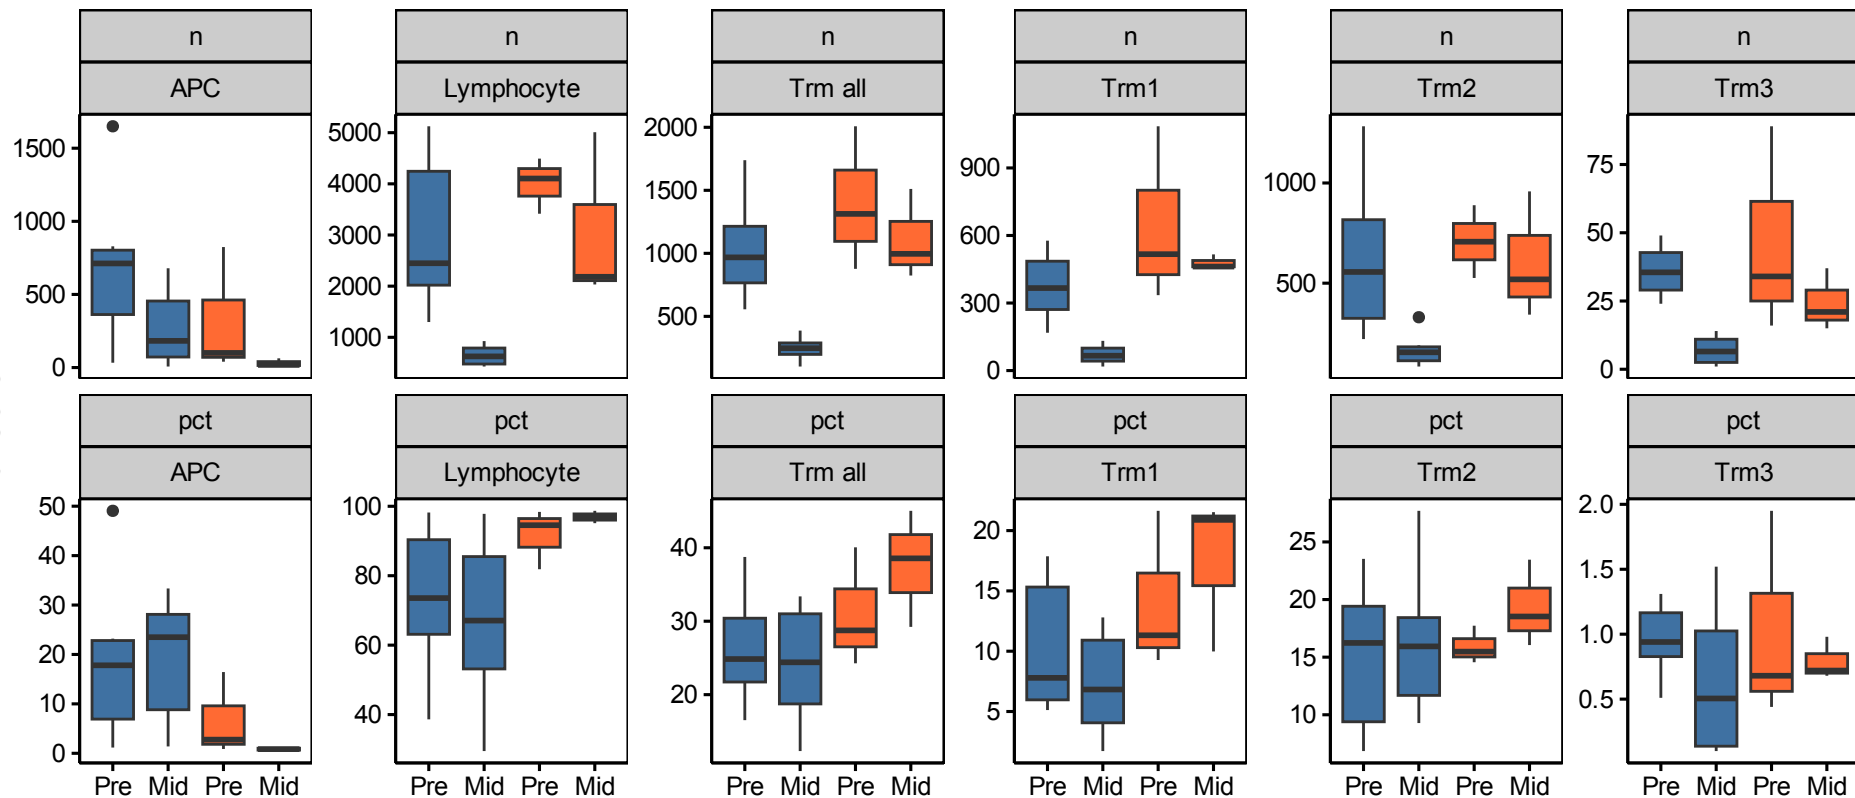 n n n n n n
APC Lymphocyte Trm all Trm1 Trm2 Trm3
1500 1000 500 0
5000 4000 3000 2000 1000
2000 1500 1000 500
900 600 300 0
1000 500
75 50 25 0
pct pct pct pct pct pct
APC Lymphocyte Trm all Trm1 Trm2 Trm3
50 40 30 20 10 0
100 80 60 40
40 30 20
20 15 10 5
25 20 15 10
2.0 1.5 1.0 0.5
Pre Mid Pre Mid Pre Mid Pre Mid Pre Mid Pre Mid Pre Mid Pre Mid Pre Mid Pre Mid Pre Mid Pre Mid